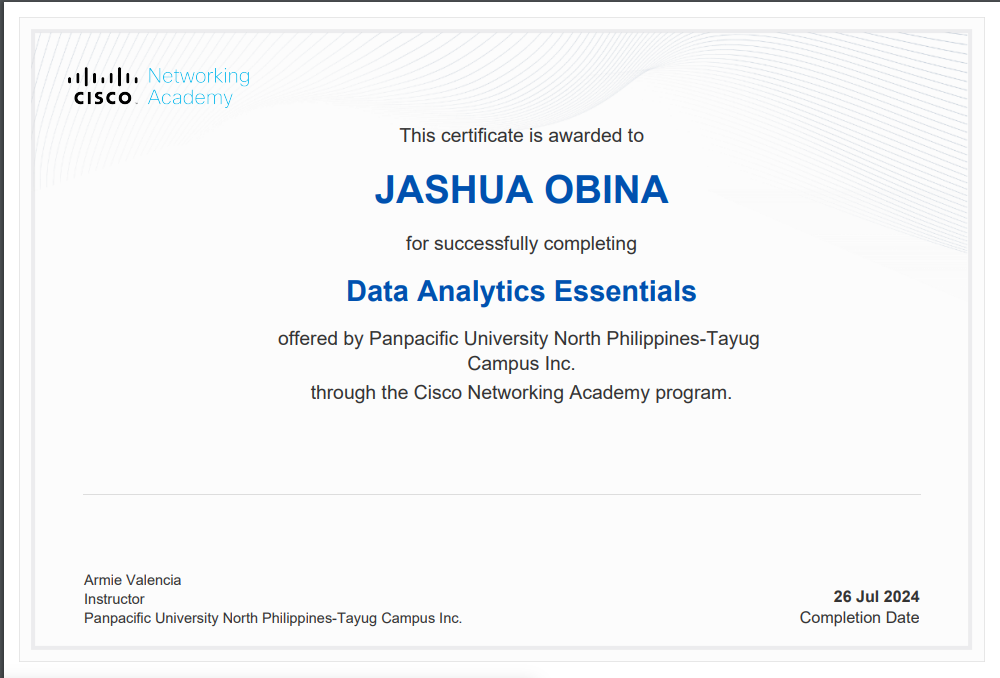 Networking
CISCO. Academy
This certificate is awarded to
JASHUA OBINA
for successfully completing
Data Analytics Essentials
offered by Panpacific University North Philippines-Tayug
Campus Inc.
through the Cisco Networking Academy program.
Armie Valencia
Instructor
Panpacific University North Philippines-Tayug Campus Inc.
26 Jul 2024
Completion Date